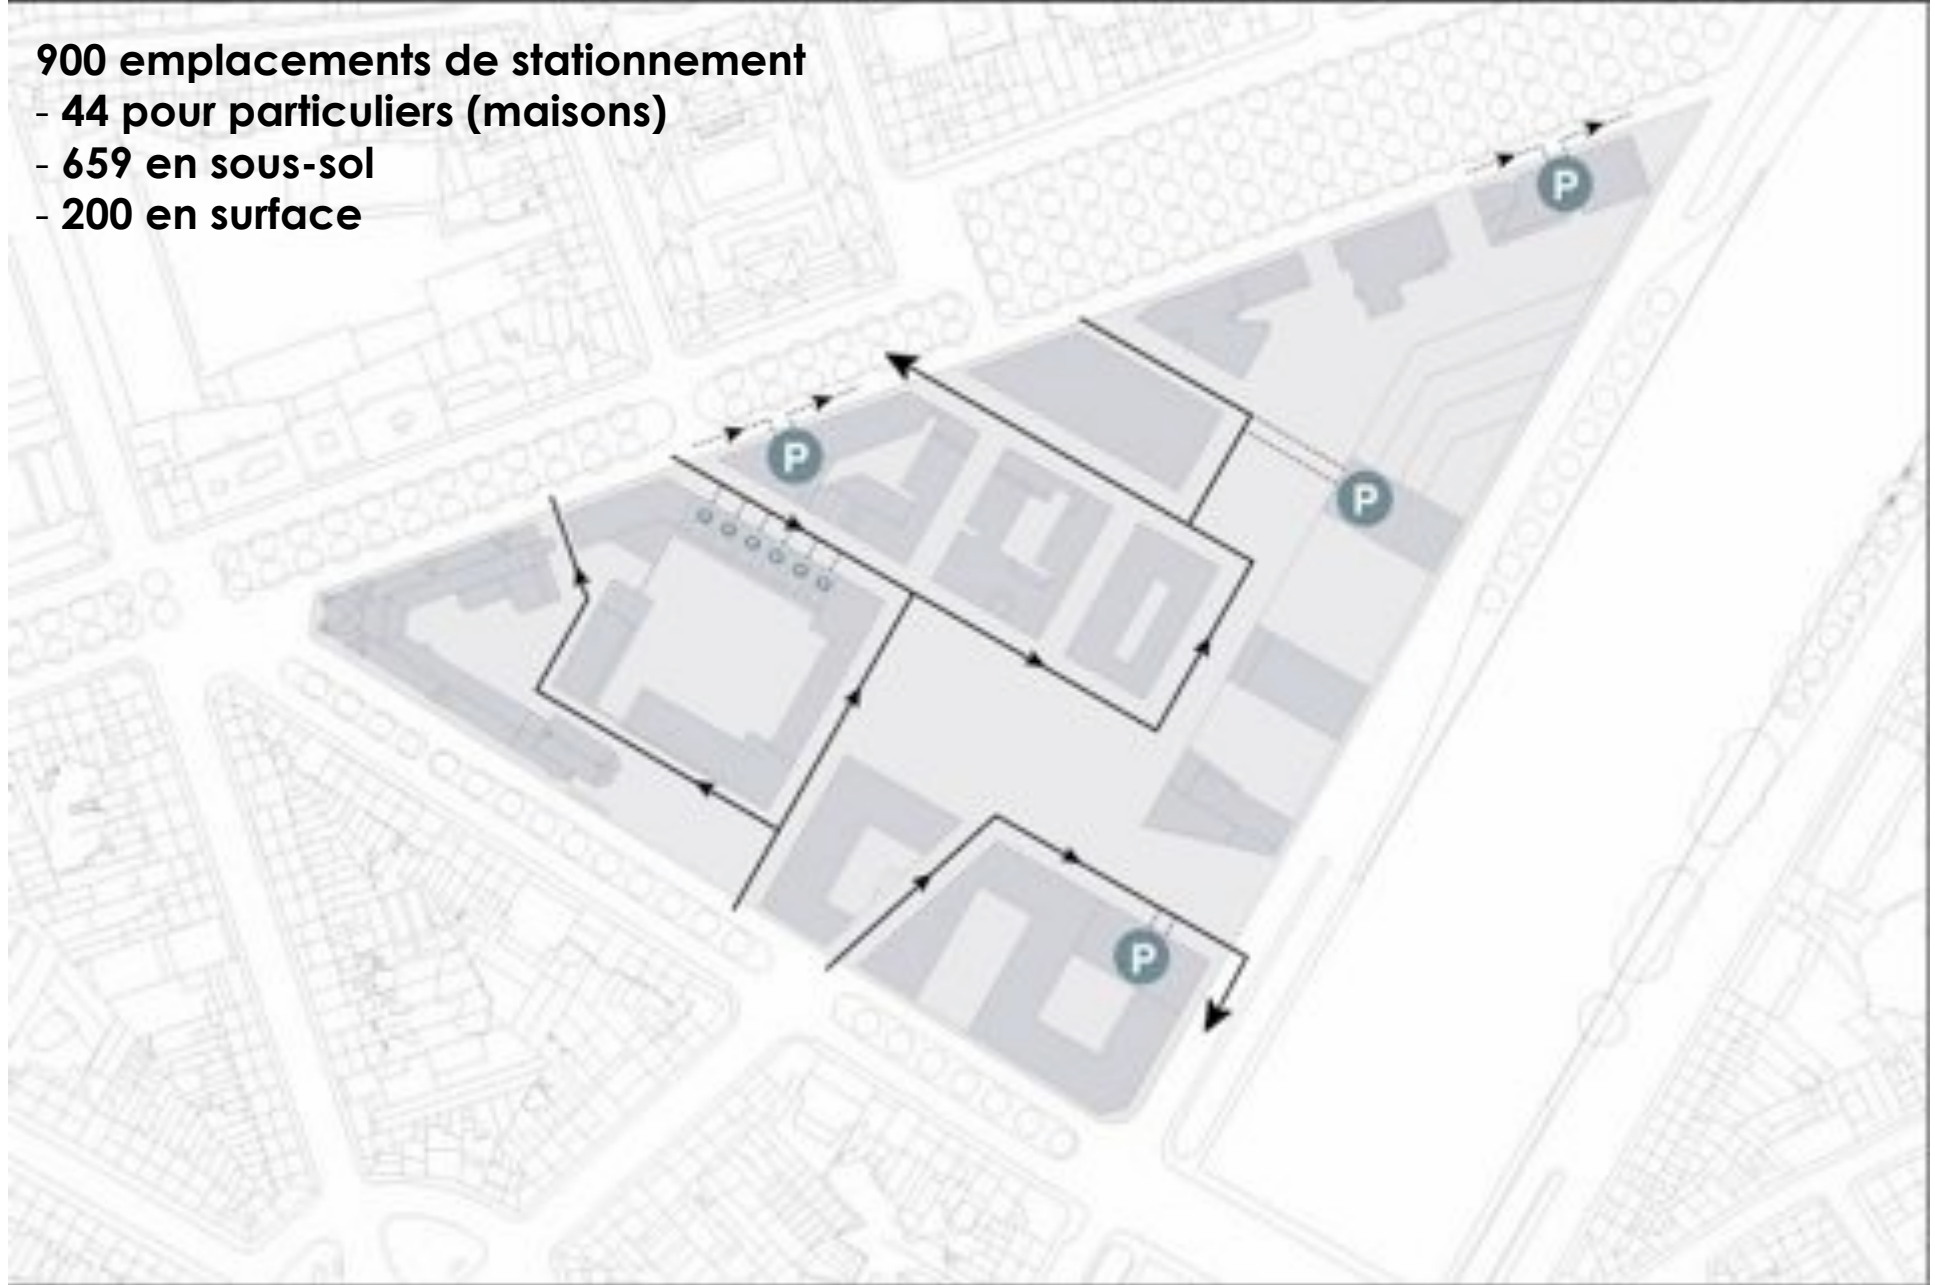 900 emplacements de stationnement
- 44 pour particuliers (maisons)
- 659 en sous-sol
- 200 en surface
P
P
P
P